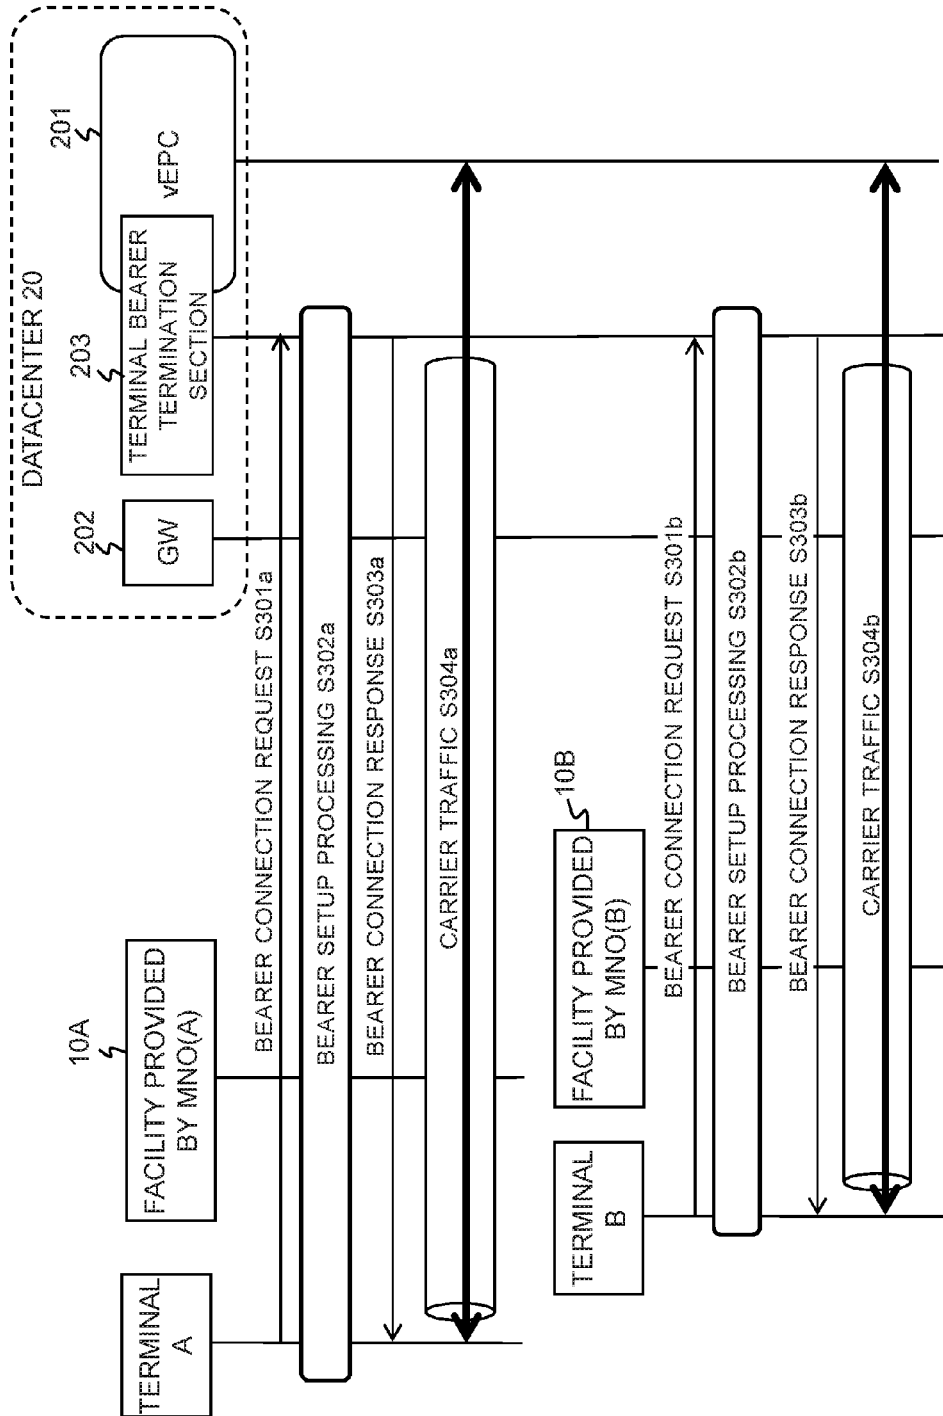 DATACENTER 20
201
vEPC
203
TERMINAL BEARER
TERMINATION
SECTION
202
GW
10A
FACILITY PROVIDED
BY MNO(A)
TERMINAL
A
BEARER CONNECTION REQUEST S301a
BEARER SETUP PROCESSING S302a
BEARER CONNECTION RESPONSE S303a
CARRIER TRAFFIC S304a
10B
FACILITY PROVIDED
BY MNO(B)
TERMINAL
B
BEARER CONNECTION REQUEST S301b
BEARER SETUP PROCESSING S302b
BEARER CONNECTION RESPONSE S303b
CARRIER TRAFFIC S304b